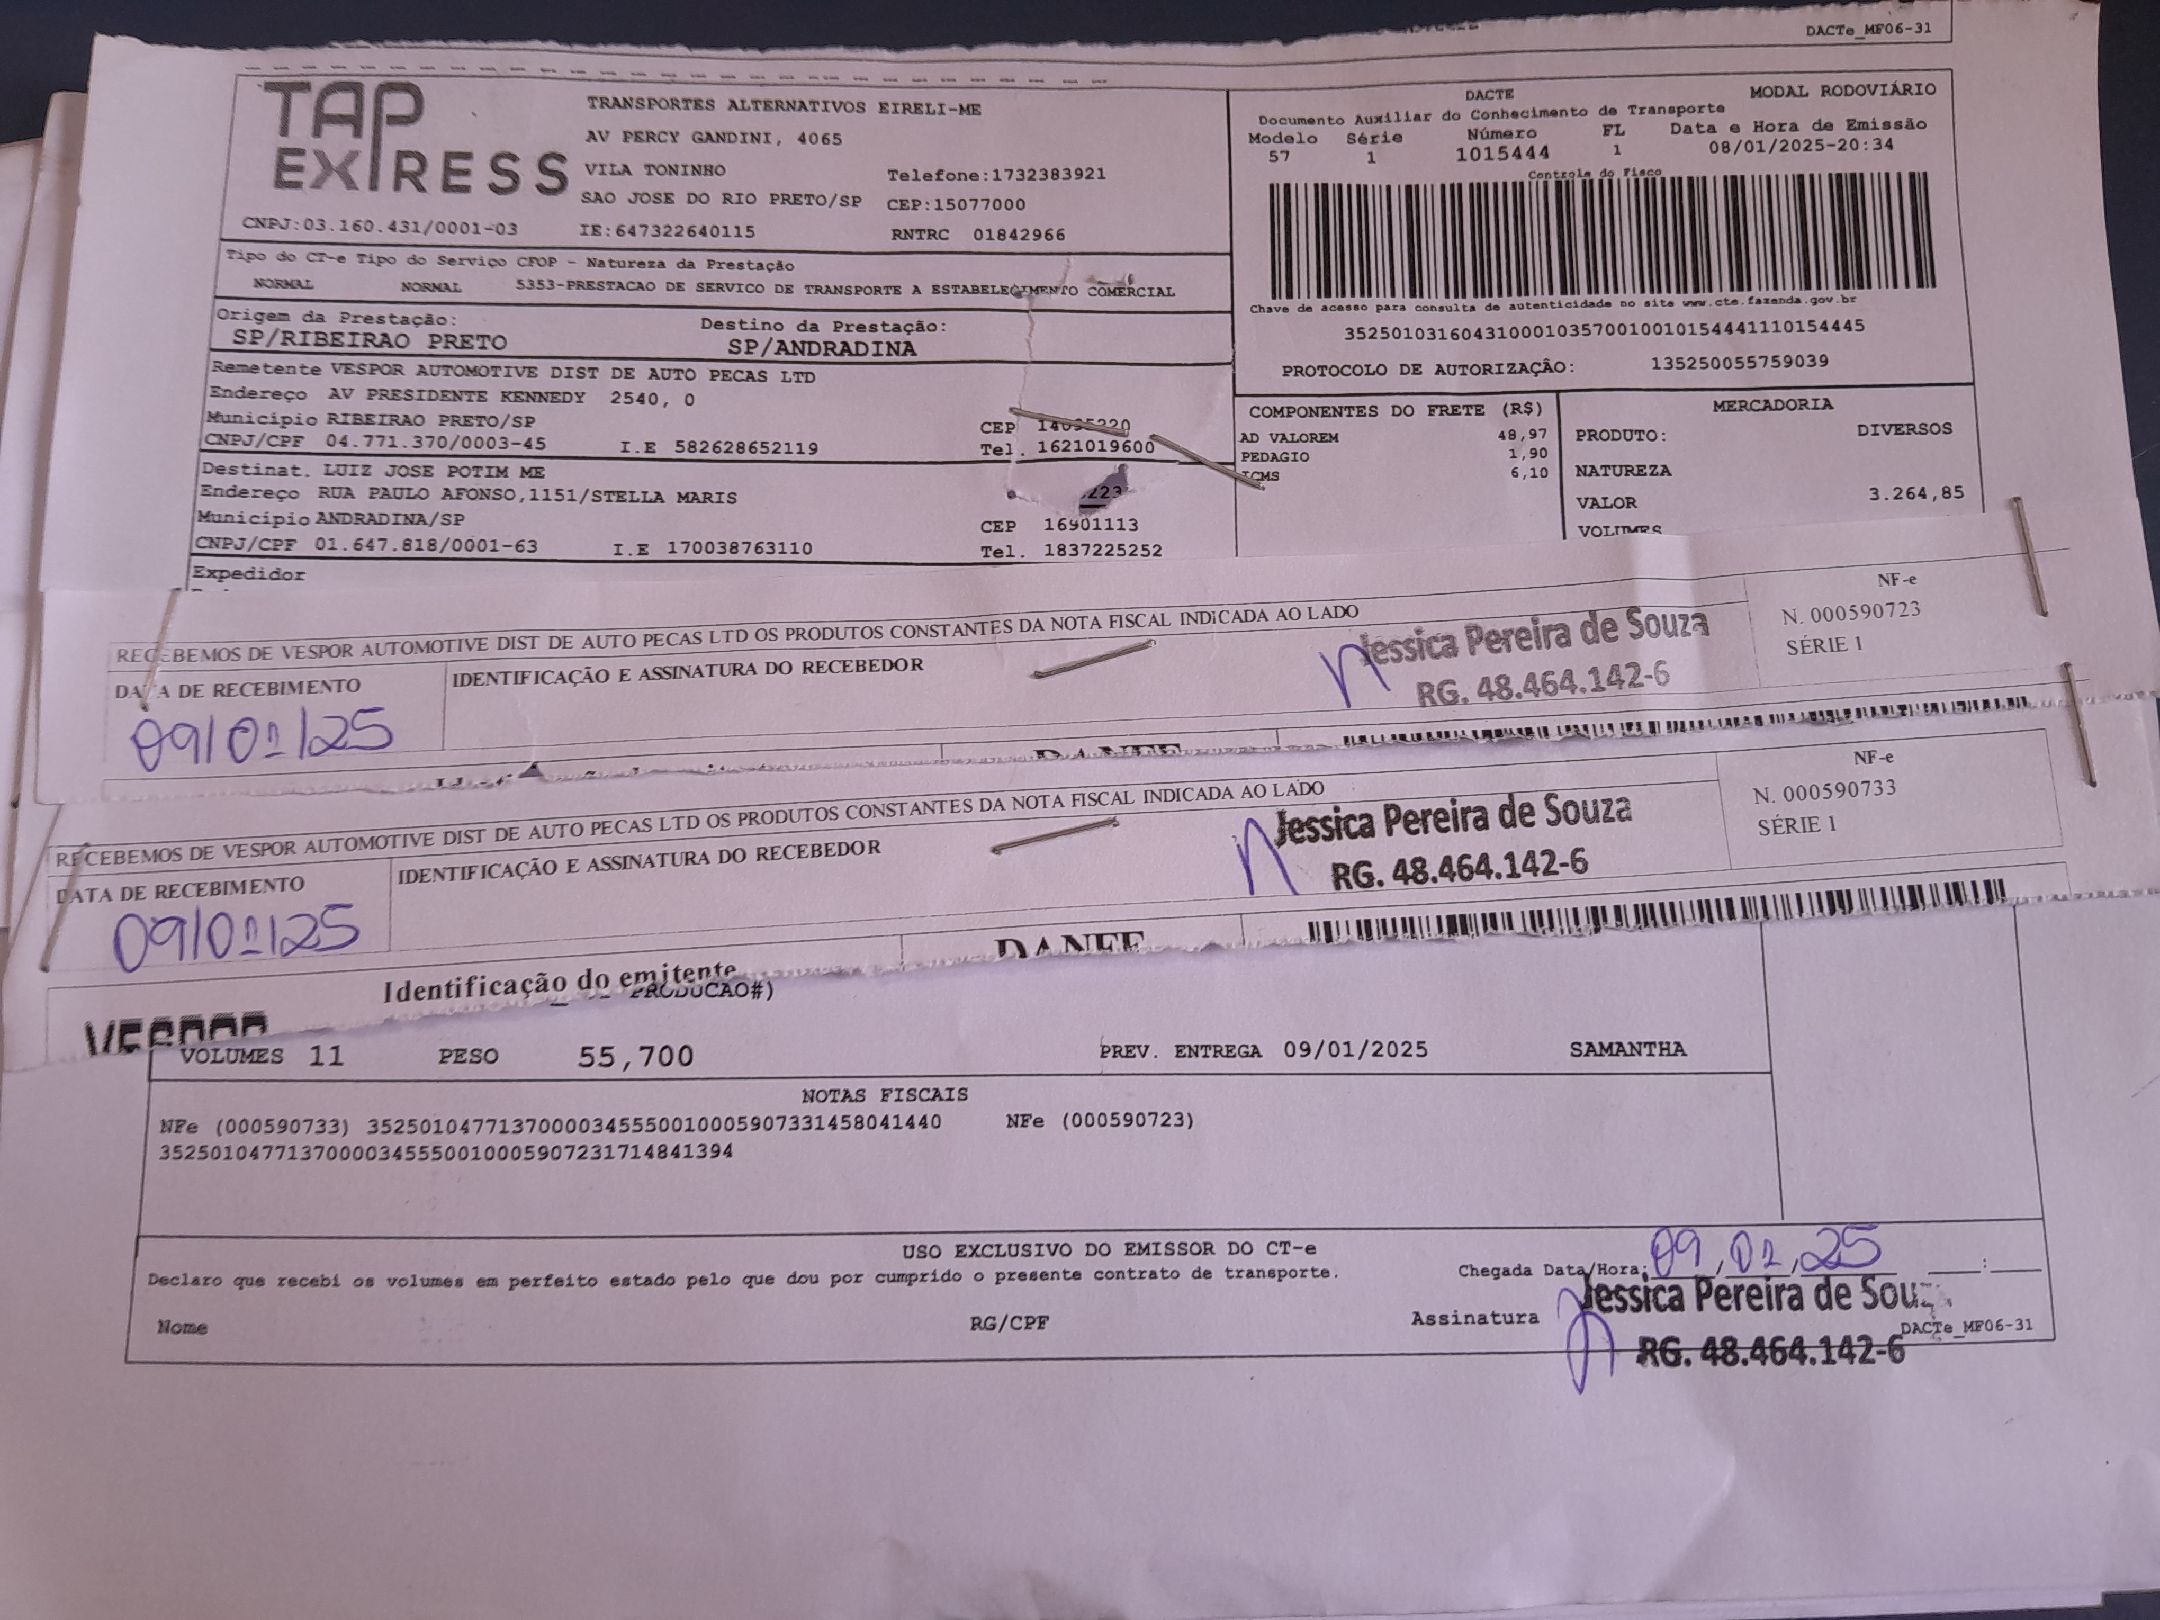 DACTe_MF06-31
TAP EXPRESS
TRANSPORTES ALTERNATIVOS EIRELI-ME
AV PERCY GANDINI, 4065
VILA TONINHO Telefone:1732383921
SAO JOSE DO RIO PRETO/SP CEP:15077000
CNPJ:03.160.431/0001-03 IE:647322640115 RNTRC 01842966
DACTE MODAL RODOVIÁRIO
Documento Auxiliar do Conhecimento de Transporte
Modelo Série Número FL Data e Hora de Emissão
57 1 1015444 1 08/01/2025-20:34
Controle do Fisco
Chave de acesso para consulta de autenticidade no site www.cte.fazenda.gov.br
35250103160431000103570010010154441110154445
PROTOCOLO DE AUTORIZAÇÃO: 135250055759039
Tipo do CT-e Tipo do Serviço CFOP - Natureza da Prestação
NORMAL NORMAL 5353-PRESTACAO DE SERVICO DE TRANSPORTE A ESTABELECIMENTO COMERCIAL
Origem da Prestação: Destino da Prestação:
SP/RIBEIRAO PRETO SP/ANDRADINA
Remetente VESPOR AUTOMOTIVE DIST DE AUTO PECAS LTD
Endereço AV PRESIDENTE KENNEDY 2540, 0
Município RIBEIRAO PRETO/SP CEP
CNPJ/CPF 04.771.370/0003-45 I.E 582628652119 Tel. 1621019600
Destinat. LUIZ JOSE POTIM ME
Endereço RUA PAULO AFONSO,1151/STELLA MARIS
223
Município ANDRADINA/SP CEP 16901113
CNPJ/CPF 01.647.818/0001-63 I.E 170038763110 Tel. 1837225252
Expedidor
COMPONENTES DO FRETE (R$)
AD VALOREM 48,97
PEDAGIO 1,90
ICMS 6,10
MERCADORIA
PRODUTO: DIVERSOS
NATUREZA
VALOR 3.264,85
VOLUMES
RECEBEMOS DE VESPOR AUTOMOTIVE DIST DE AUTO PECAS LTD OS PRODUTOS CONSTANTES DA NOTA FISCAL INDICADA AO LADO
DATA DE RECEBIMENTO IDENTIFICAÇÃO E ASSINATURA DO RECEBEDOR
09/01/25
Jessica Pereira de Souza
RG. 48.464.142-6
NF-e
N. 000590723
SÉRIE 1
DANFE
RECEBEMOS DE VESPOR AUTOMOTIVE DIST DE AUTO PECAS LTD OS PRODUTOS CONSTANTES DA NOTA FISCAL INDICADA AO LADO
DATA DE RECEBIMENTO IDENTIFICAÇÃO E ASSINATURA DO RECEBEDOR
09/01/25
Jessica Pereira de Souza
RG. 48.464.142-6
NF-e
N. 000590733
SÉRIE 1
DANFE
Identificação do emitente
PRODUCAO#)
VESPOR
VOLUMES 11 PESO 55,700 PREV. ENTREGA 09/01/2025 SAMANTHA
NOTAS FISCAIS
NFe (000590733) 35250104771370000345550010005907331458041440 NFe (000590723)
35250104771370000345550010005907231714841394
USO EXCLUSIVO DO EMISSOR DO CT-e
Declaro que recebi os volumes em perfeito estado pelo que dou por cumprido o presente contrato de transporte.
Chegada Data/Hora: 09,01,25 ____:____
Nome RG/CPF Assinatura
Jessica Pereira de Sou
RG. 48.464.142-6
DACTe_MF06-31